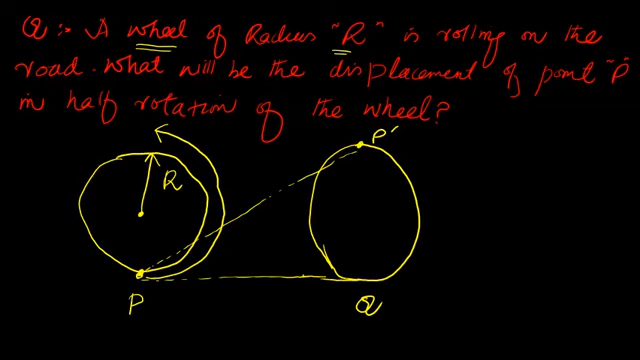 Q :- A wheel of Radius "R" is rolling on the
road. What will be the displacement of point "P"
in half rotation of the wheel?
P'
R
P
Q